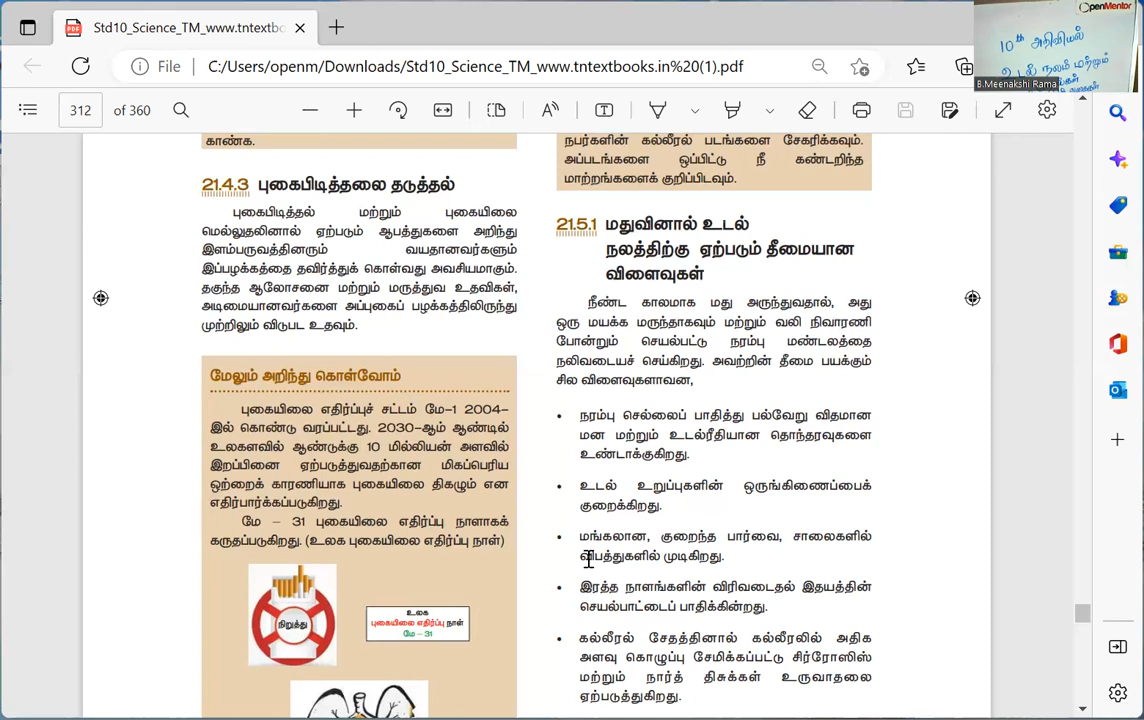 Std10_Science_TM_www.tntextbo
File
C:/Users/openm/Downloads/Std10_Science_TM_www.tntextbooks.in%20(1).pdf
312 of 360
OpenMentor
10th அறிவியல்
உடல் நலம் மற்றும்
B.Meenakshi Rama
காண்க.
21.4.3 புகைபிடித்தலை தடுத்தல்
புகைபிடித்தல் மற்றும் புகையிலை
மெல்லுதலினால் ஏற்படும் ஆபத்துகளை அறிந்து
இளம்பருவத்தினரும் வயதானவர்களும்
இப்பழக்கத்தை தவிர்த்துக் கொள்வது அவசியமாகும்.
தகுந்த ஆலோசனை மற்றும் மருத்துவ உதவிகள்,
அடிமையானவர்களை அப்புகைப் பழக்கத்திலிருந்து
முற்றிலும் விடுபட உதவும்.
மேலும் அறிந்து கொள்வோம்
புகையிலை எதிர்ப்புச் சட்டம் மே–1 2004–
இல் கொண்டு வரப்பட்டது. 2030–ஆம் ஆண்டில்
உலகளவில் ஆண்டுக்கு 10 மில்லியன் அளவில்
இறப்பினை ஏற்படுத்துவதற்கான மிகப்பெரிய
ஒற்றைக் காரணியாக புகையிலை திகழும் என
எதிர்பார்க்கப்படுகிறது.
மே – 31 புகையிலை எதிர்ப்பு நாளாகக்
கருதப்படுகிறது. (உலக புகையிலை எதிர்ப்பு நாள்)
நிறுத்து
உலக
புகையிலை எதிர்ப்பு நாள்
மே – 31
நபர்களின் கல்லீரல் படங்களை சேகரிக்கவும்.
அப்படங்களை ஒப்பிட்டு நீ கண்டறிந்த
மாற்றங்களைக் குறிப்பிடவும்.
21.5.1 மதுவினால் உடல்
நலத்திற்கு ஏற்படும் தீமையான
விளைவுகள்
நீண்ட காலமாக மது அருந்துவதால், அது
ஒரு மயக்க மருந்தாகவும் மற்றும் வலி நிவாரணி
போன்றும் செயல்பட்டு நரம்பு மண்டலத்தை
நலிவடையச் செய்கிறது. அவற்றின் தீமை பயக்கும்
சில விளைவுகளாவன,
• நரம்பு செல்லைப் பாதித்து பல்வேறு விதமான
மன மற்றும் உடல்ரீதியான தொந்தரவுகளை
உண்டாக்குகிறது.
• உடல் உறுப்புகளின் ஒருங்கிணைப்பைக்
குறைக்கிறது.
• மங்கலான, குறைந்த பார்வை, சாலைகளில்
விபத்துகளில் முடிகிறது.
• இரத்த நாளங்களின் விரிவடைதல் இதயத்தின்
செயல்பாட்டைப் பாதிக்கின்றது.
• கல்லீரல் சேதத்தினால் கல்லீரலில் அதிக
அளவு கொழுப்பு சேமிக்கப்பட்டு சிர்ரோஸிஸ்
மற்றும் நார்த் திசுக்கள் உருவாதலை
ஏற்படுத்துகிறது.